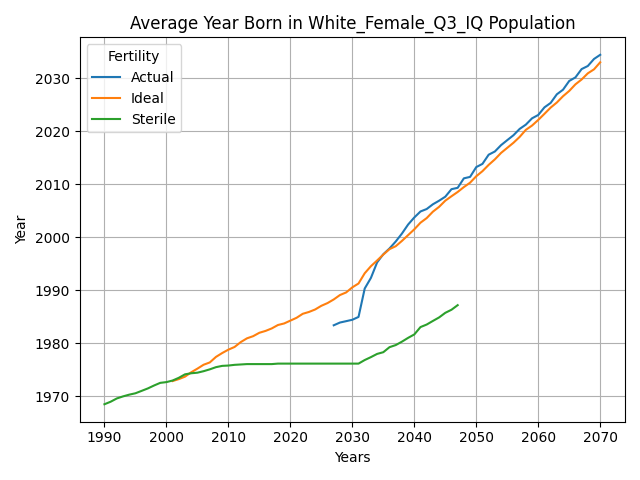 Average Year Born in White_Female_Q3_IQ Population
Fertility
Actual
Ideal
Sterile
2030
2020
2010
2000
1990
1980
1970
Year
1990 2000 2010 2020 2030 2040 2050 2060 2070
Years